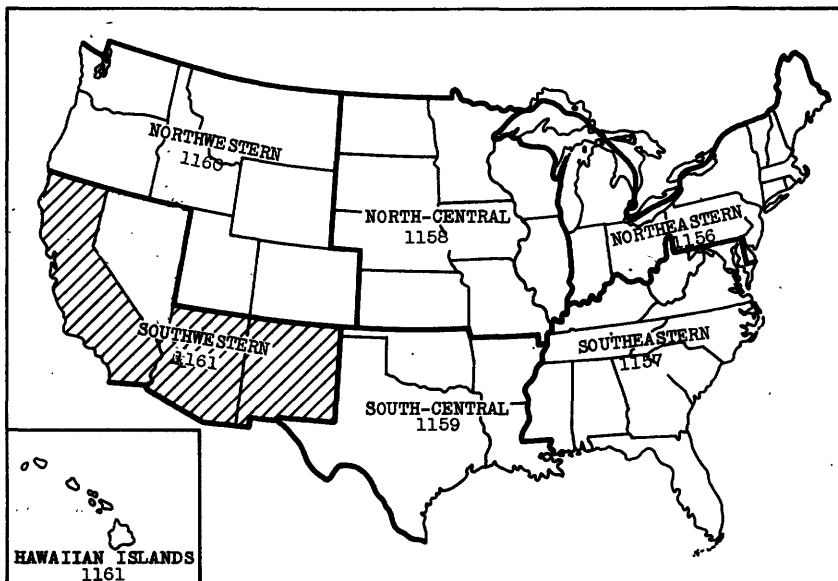 NORTHWESTERN
1160
NORTH-CENTRAL
1158
NORTHEASTERN
1156
SOUTHWESTERN
1161
SOUTHEASTERN
1157
SOUTH-CENTRAL
1159
HAWAIIAN ISLANDS
1161